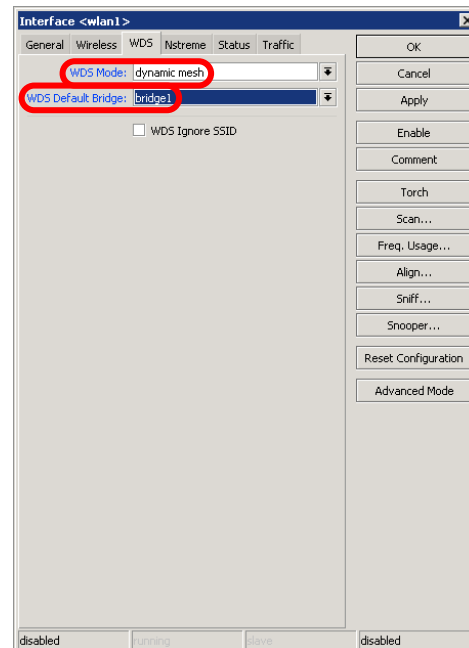 Interface <wlan1>
General Wireless WDS Nstreme Status Traffic
WDS Mode: dynamic mesh
WDS Default Bridge: bridge1
WDS Ignore SSID
OK
Cancel
Apply
Enable
Comment
Torch
Scan...
Freq. Usage...
Align...
Sniff...
Snooper...
Reset Configuration
Advanced Mode
disabled running slave disabled